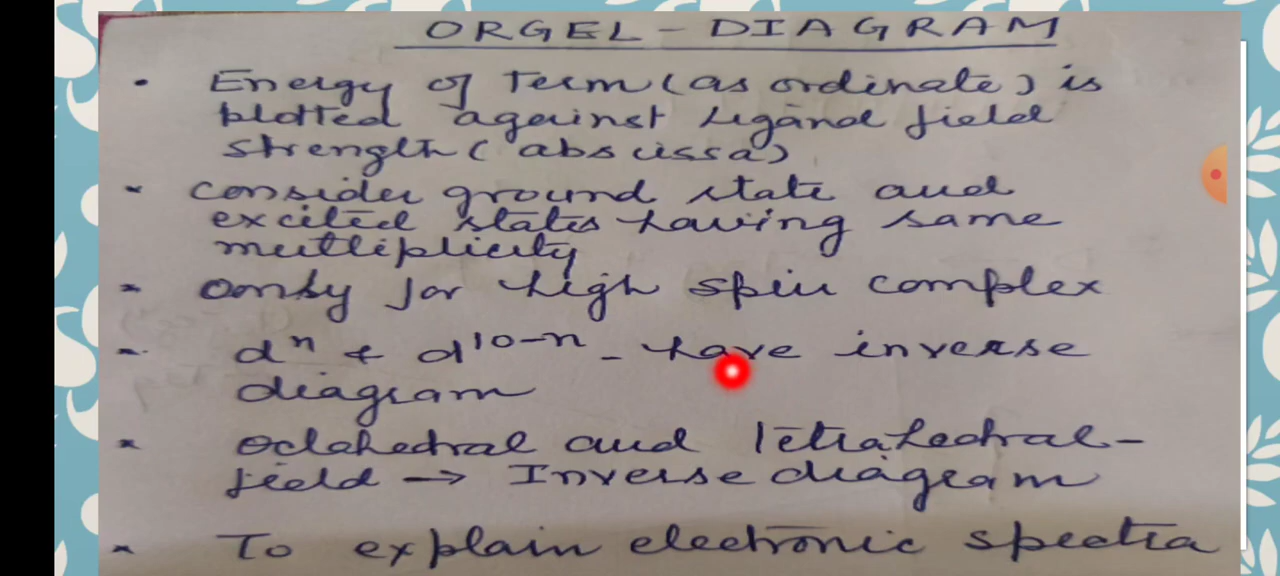 ORGEL - DIAGRAM
• Energy of Term (as ordinate) is
plotted against Ligand field
strength (abscissa)
• Consider ground state and
excited states having same
multiplicity
• Only for high spin complex
• dⁿ & d¹⁰⁻ⁿ - have inverse
diagram
• Octahedral and Tetrahedral -
field → Inverse diagram
• To explain electronic spectra